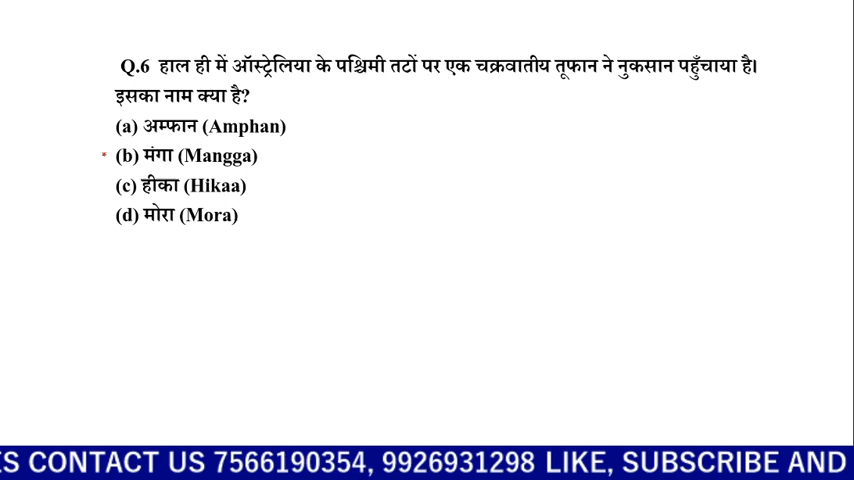 Q.6 हाल ही में ऑस्ट्रेलिया के पश्चिमी तटों पर एक चक्रवातीय तूफान ने नुकसान पहुँचाया है।
इसका नाम क्या है?
(a) अम्फान (Amphan)
* (b) मंगा (Mangga)
(c) हीका (Hikaa)
(d) मोरा (Mora)
ES CONTACT US 7566190354, 9926931298 LIKE, SUBSCRIBE AND